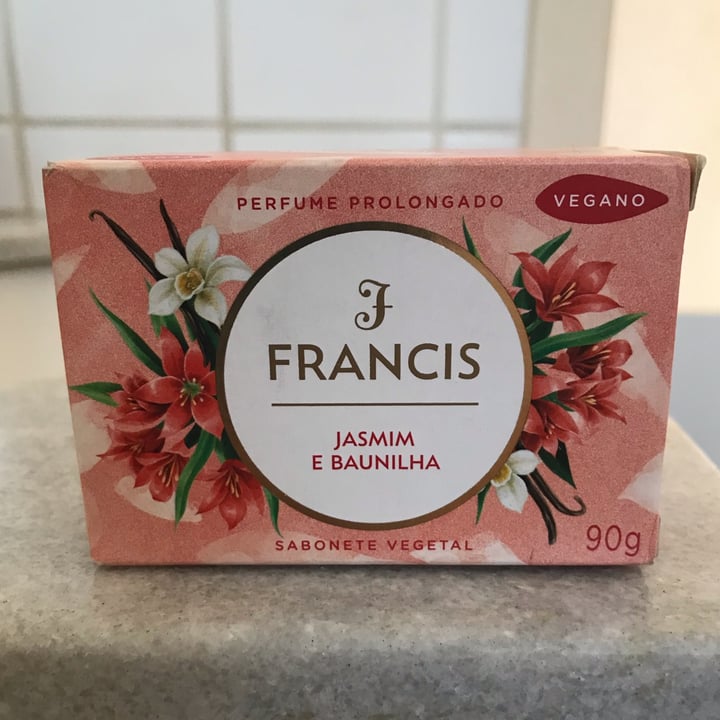 PERFUME PROLONGADO
VEGANO
F
FRANCIS
JASMIM
E BAUNILHA
SABONETE VEGETAL
90g